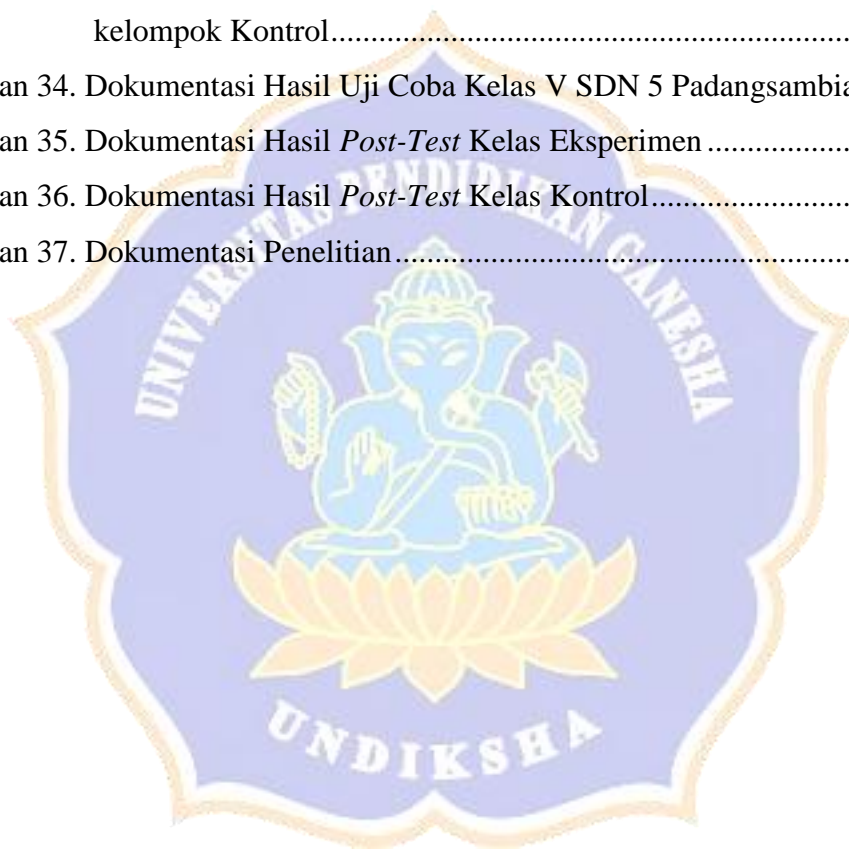 kelompok Kontrol.................................................................
an 34. Dokumentasi Hasil Uji Coba Kelas V SDN 5 Padangsambia
an 35. Dokumentasi Hasil Post-Test Kelas Eksperimen..................
an 36. Dokumentasi Hasil Post-Test Kelas Kontrol.........................
an 37. Dokumentasi Penelitian.........................................................
UNIVERSITAS PENDIDIKAN GANESHA
UNDIKSHA